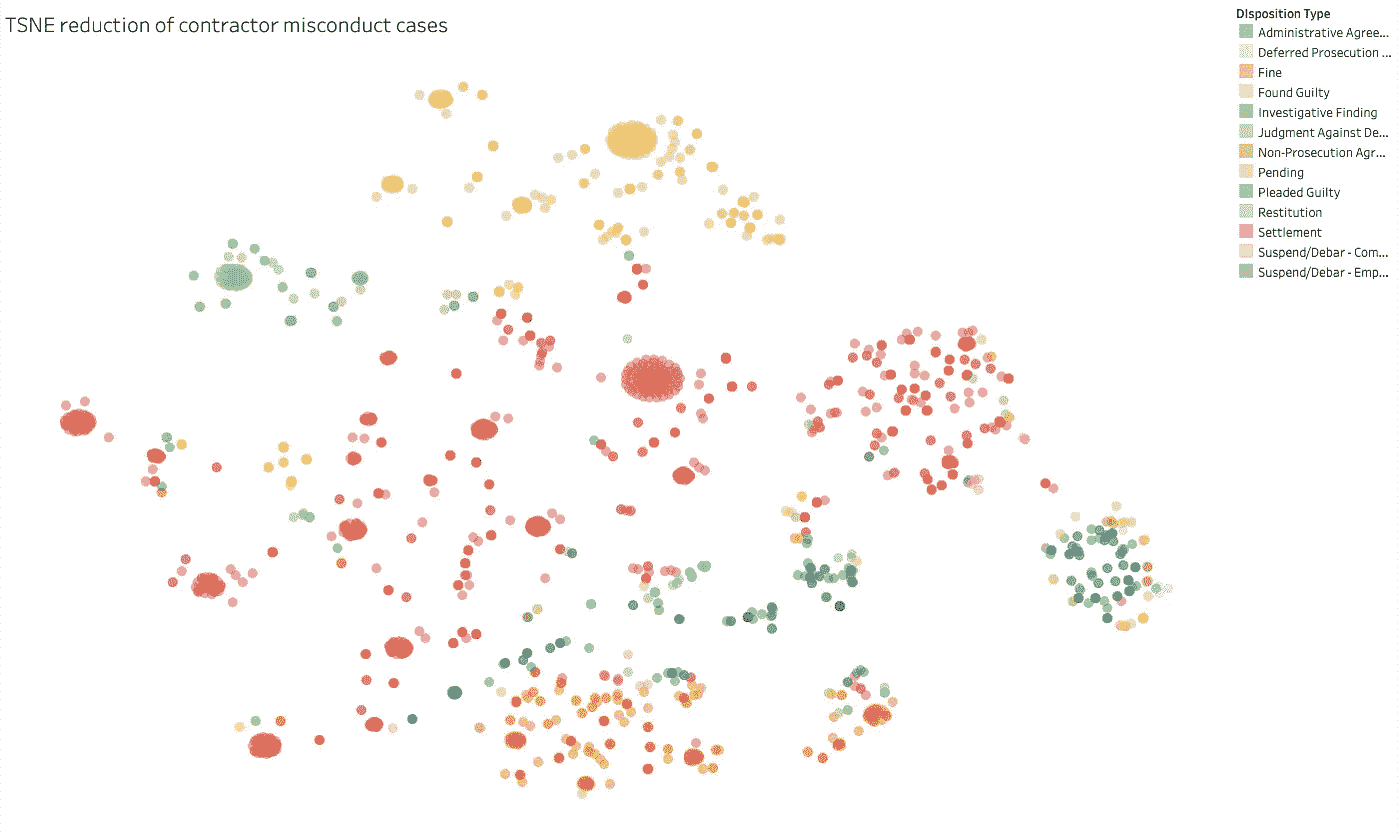 TSNE reduction of contractor misconduct cases
DIsposition Type
Administrative Agree...
Deferred Prosecution ...
Fine
Found Guilty
Investigative Finding
Judgment Against De...
Non-Prosecution Agr...
Pending
Pleaded Guilty
Restitution
Settlement
Suspend/Debar - Com...
Suspend/Debar - Emp...